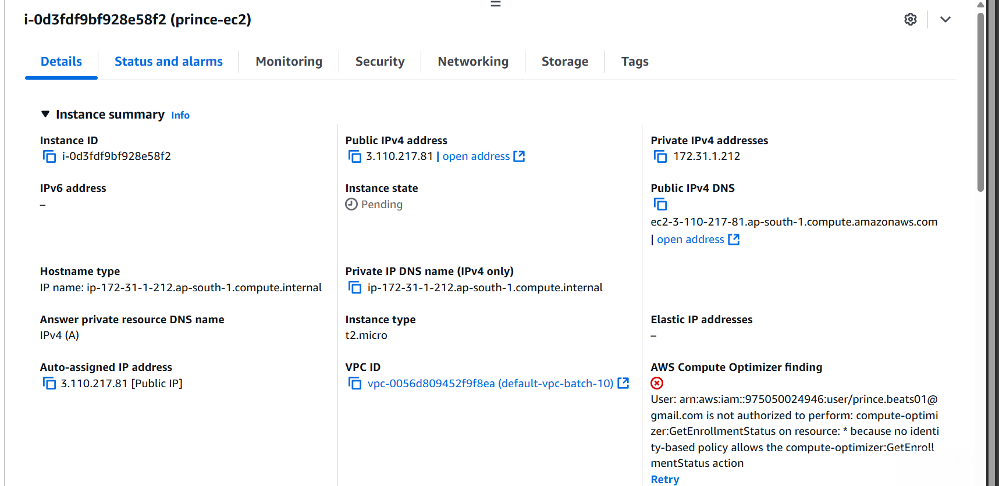 i-0d3fdf9bf928e58f2 (prince-ec2)
Details
Status and alarms
Monitoring
Security
Networking
Storage
Tags
Instance summary Info
Instance ID
i-0d3fdf9bf928e58f2
Public IPv4 address
3.110.217.81 | open address
Private IPv4 addresses
172.31.1.212
IPv6 address
–
Instance state
Pending
Public IPv4 DNS
ec2-3-110-217-81.ap-south-1.compute.amazonaws.com
| open address
Hostname type
IP name: ip-172-31-1-212.ap-south-1.compute.internal
Private IP DNS name (IPv4 only)
ip-172-31-1-212.ap-south-1.compute.internal
Answer private resource DNS name
IPv4 (A)
Instance type
t2.micro
Elastic IP addresses
–
Auto-assigned IP address
3.110.217.81 [Public IP]
VPC ID
vpc-0056d809452f9f8ea (default-vpc-batch-10)
AWS Compute Optimizer finding
User: arn:aws:iam::975050024946:user/prince.beats01@
gmail.com is not authorized to perform: compute-optimi
zer:GetEnrollmentStatus on resource: * because no identi
ty-based policy allows the compute-optimizer:GetEnroll
mentStatus action
Retry